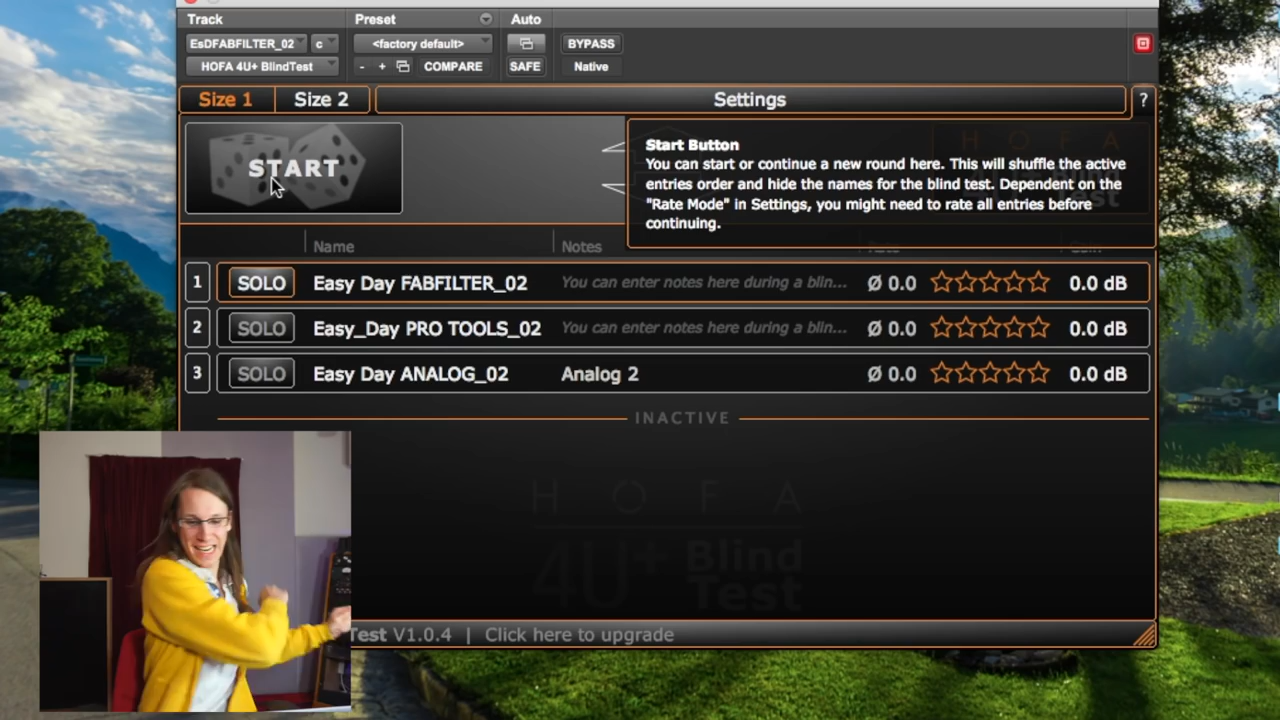 Track
Preset
Auto
EsDFABFILTER_02
c
<factory default>
BYPASS
HOFA 4U+ BlindTest
- +
COMPARE
SAFE
Native
Size 1
Size 2
Settings
?
START
Start Button
You can start or continue a new round here. This will shuffle the active
entries order and hide the names for the blind test. Dependent on the
"Rate Mode" in Settings, you might need to rate all entries before
continuing.
Name
Notes
1 SOLO Easy Day FABFILTER_02 You can enter notes here during a blin... Ø 0.0 0.0 dB
2 SOLO Easy_Day PRO TOOLS_02 You can enter notes here during a blin... Ø 0.0 0.0 dB
3 SOLO Easy Day ANALOG_02 Analog 2 Ø 0.0 0.0 dB
INACTIVE
HOFA
4U+ Blind
Test
Test V1.0.4 | Click here to upgrade